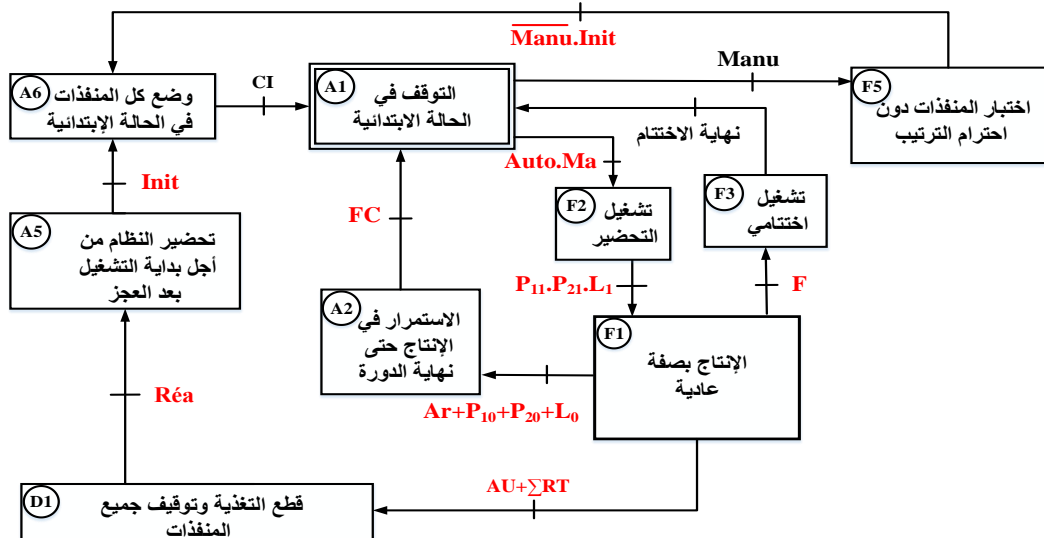 Manu.Init
Manu
CI
A6
وضع كل المنفذات
في الحالة الإبتدائية
A1
التوقف في
الحالة الابتدائية
F5
اختبار المنفذات دون
احترام الترتيب
نهاية الاختتام
Auto.Ma
Init
FC
F2
تشغيل
التحضير
F3
تشغيل
اختتامي
A5
تحضير النظام من
أجل بداية التشغيل
بعد العجز
P₁₁.P₂₁.L₁
F
A2
الاستمرار في
الإنتاج حتى
نهاية الدورة
F1
الإنتاج بصفة
عادية
Réa
Ar+P₁₀+P₂₀+L₀
AU+∑RT
D1
قطع التغذية وتوقيف جميع
المنفذات